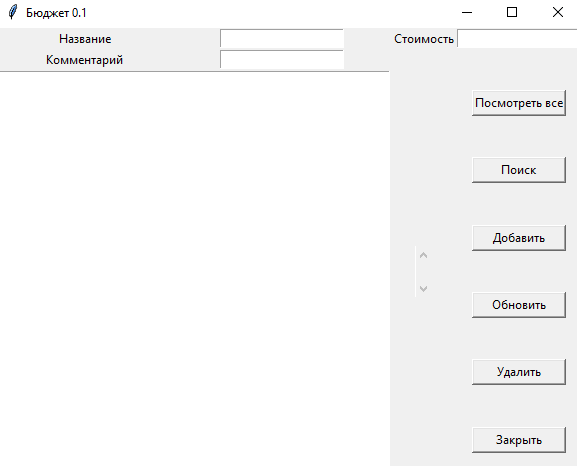 Бюджет 0.1
Название Стоимость
Комментарий
Посмотреть все
Поиск
Добавить
Обновить
Удалить
Закрыть